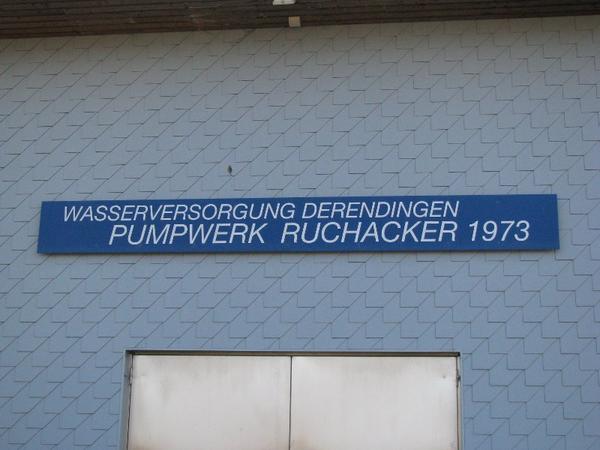 WASSERVERSORGUNG DERENDINGEN
PUMPWERK RUCHACKER 1973